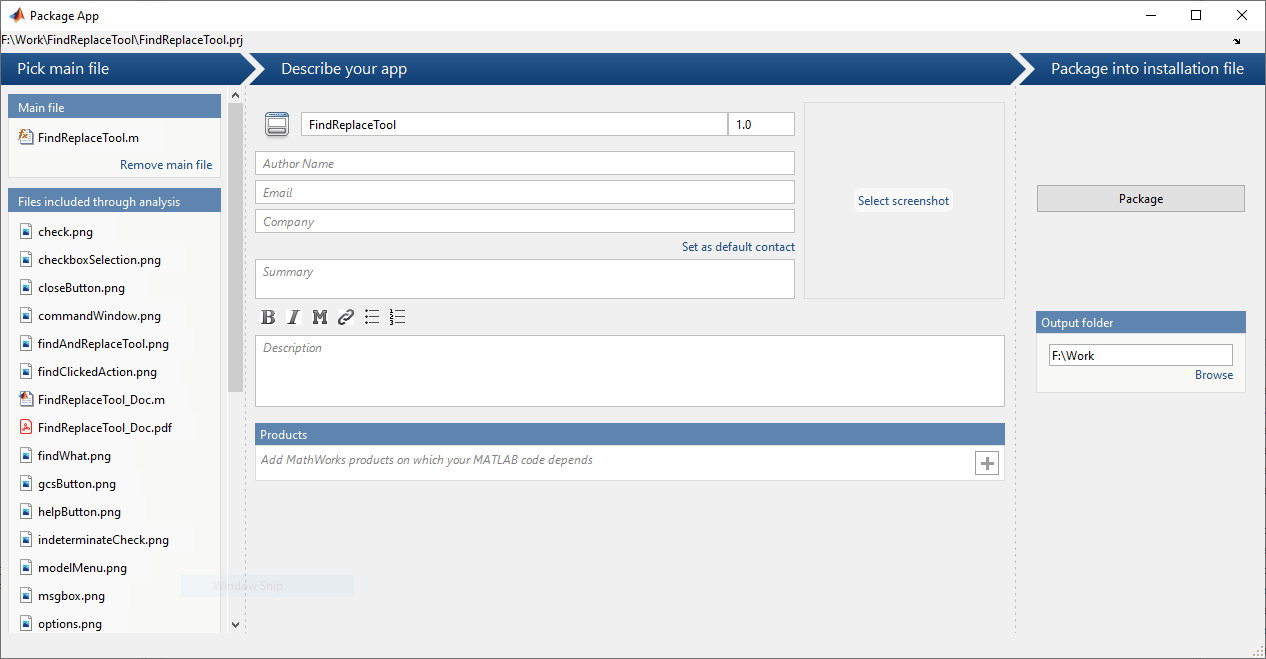 Package App
F:\Work\FindReplaceTool\FindReplaceTool.prj
Pick main file
Describe your app
Package into installation file
Main file
FindReplaceTool.m
Remove main file
Files included through analysis
check.png
checkboxSelection.png
closeButton.png
commandWindow.png
findAndReplaceTool.png
findClickedAction.png
FindReplaceTool_Doc.m
FindReplaceTool_Doc.pdf
findWhat.png
gcsButton.png
helpButton.png
indeterminateCheck.png
modelMenu.png
msgbox.png
options.png
Window Snip
FindReplaceTool
1.0
Author Name
Email
Company
Set as default contact
Summary
B I M
Description
Products
Add MathWorks products on which your MATLAB code depends
Select screenshot
Package
Output folder
F:\Work
Browse